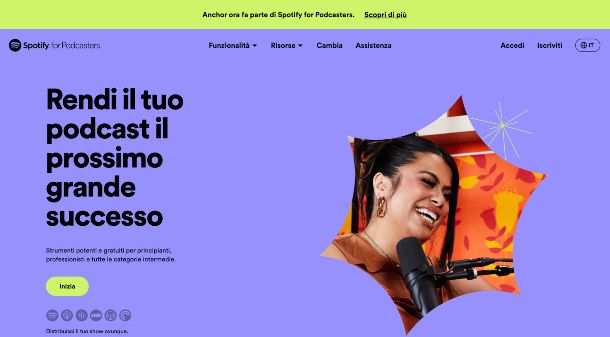 Anchor ora fa parte di Spotify for Podcasters. Scopri di più
Spotify for Podcasters Funzionalità Risorse Cambia Assistenza Accedi Iscriviti IT
Rendi il tuo
podcast il
prossimo
grande
successo
Strumenti potenti e gratuiti per principianti,
professionisti e tutte le categorie intermedie.
Inizia
Distribuisci il tuo show ovunque.